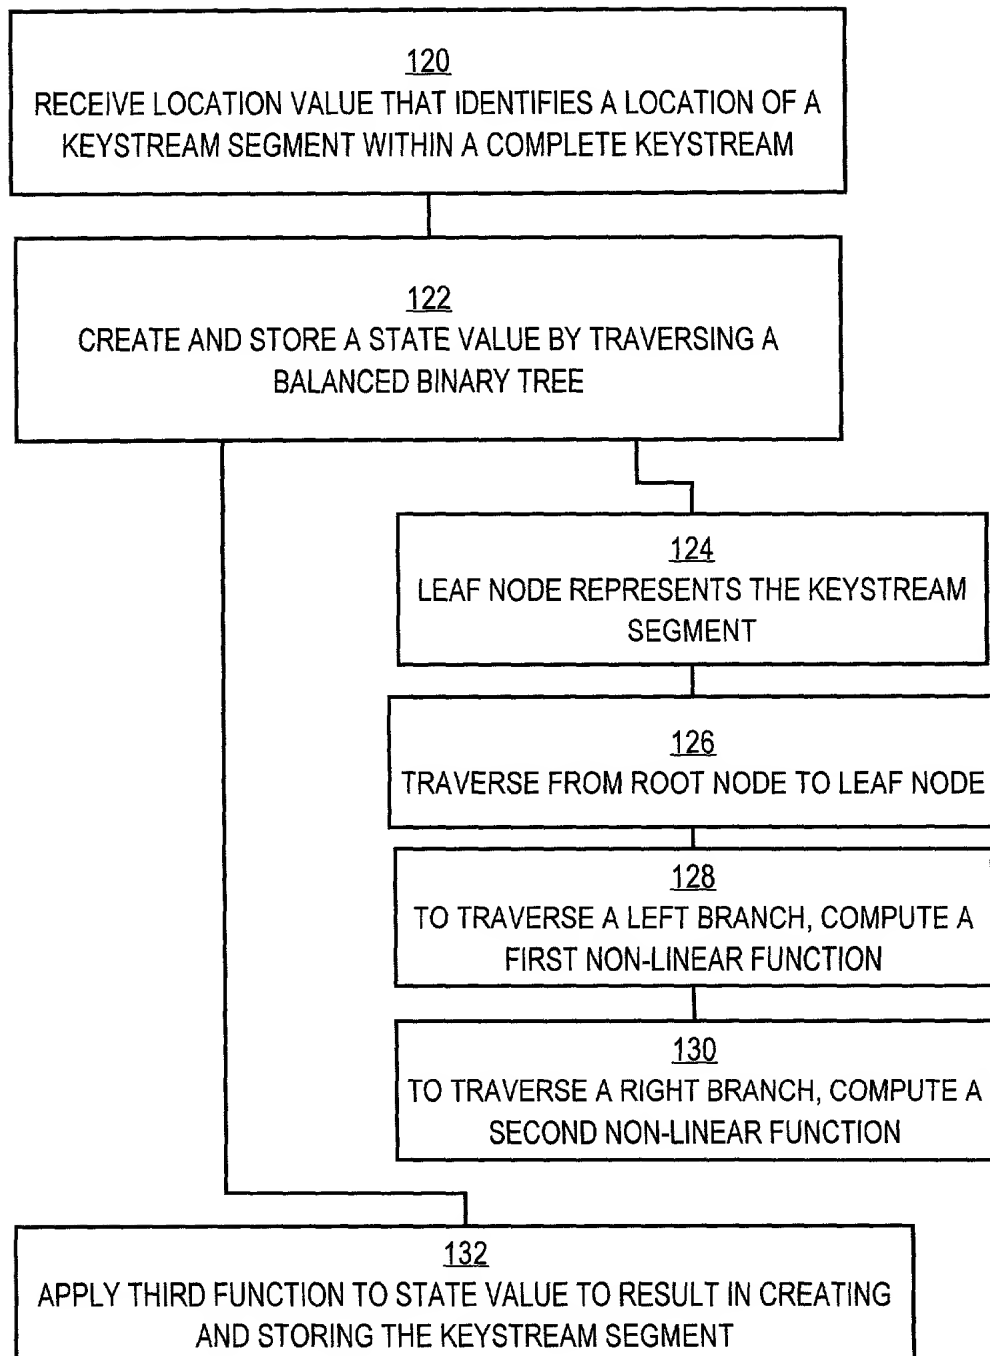 120
RECEIVE LOCATION VALUE THAT IDENTIFIES A LOCATION OF A
KEYSTREAM SEGMENT WITHIN A COMPLETE KEYSTREAM
122
CREATE AND STORE A STATE VALUE BY TRAVERSING A
BALANCED BINARY TREE
124
LEAF NODE REPRESENTS THE KEYSTREAM
SEGMENT
126
TRAVERSE FROM ROOT NODE TO LEAF NODE
128
TO TRAVERSE A LEFT BRANCH, COMPUTE A
FIRST NON-LINEAR FUNCTION
130
TO TRAVERSE A RIGHT BRANCH, COMPUTE A
SECOND NON-LINEAR FUNCTION
132
APPLY THIRD FUNCTION TO STATE VALUE TO RESULT IN CREATING
AND STORING THE KEYSTREAM SEGMENT